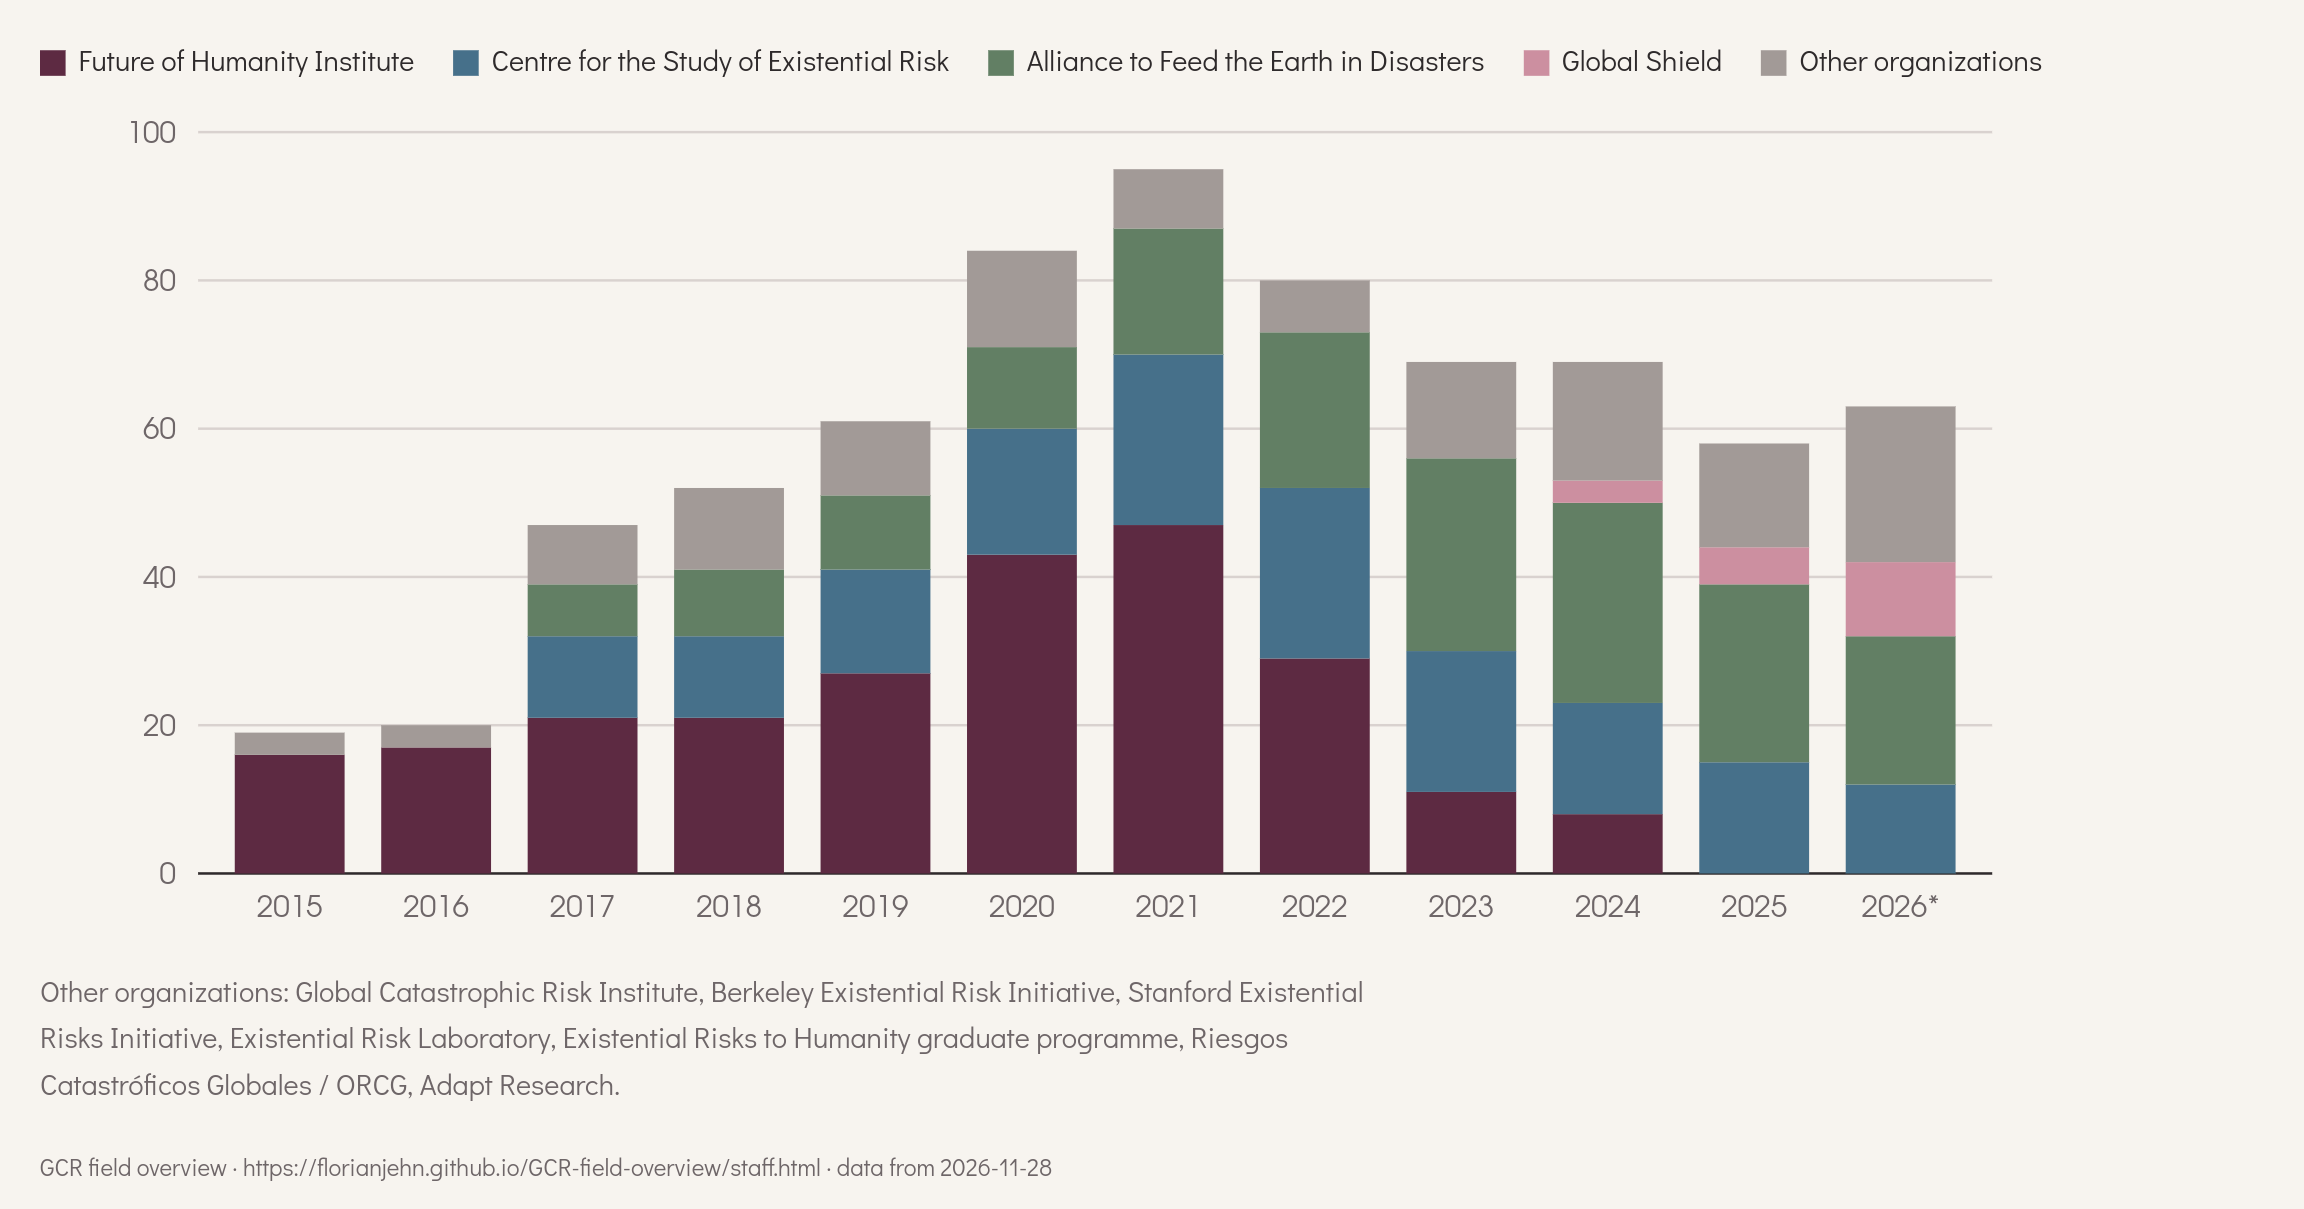 Future of Humanity Institute Centre for the Study of Existential Risk Alliance to Feed the Earth in Disasters Global Shield Other organizations
100
80
60
40
20
0
2015 2016 2017 2018 2019 2020 2021 2022 2023 2024 2025 2026*
Other organizations: Global Catastrophic Risk Institute, Berkeley Existential Risk Initiative, Stanford Existential
Risks Initiative, Existential Risk Laboratory, Existential Risks to Humanity graduate programme, Riesgos
Catastróficos Globales / ORCG, Adapt Research.
GCR field overview · https://florianjehn.github.io/GCR-field-overview/staff.html · data from 2026-11-28